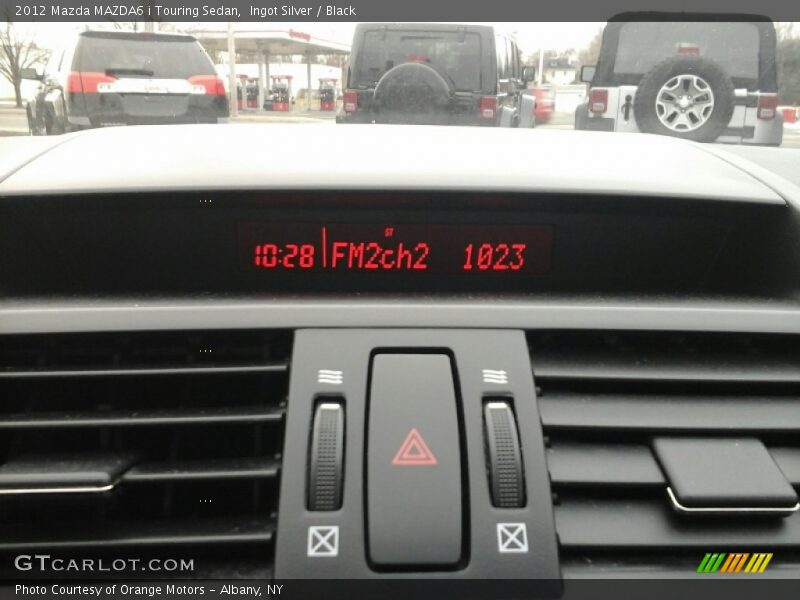 2012 Mazda MAZDA6 i Touring Sedan,  Ingot Silver / Black
ST
10:28 FM2ch2 1023
GTCARLOT.COM
Photo Courtesy of Orange Motors - Albany, NY